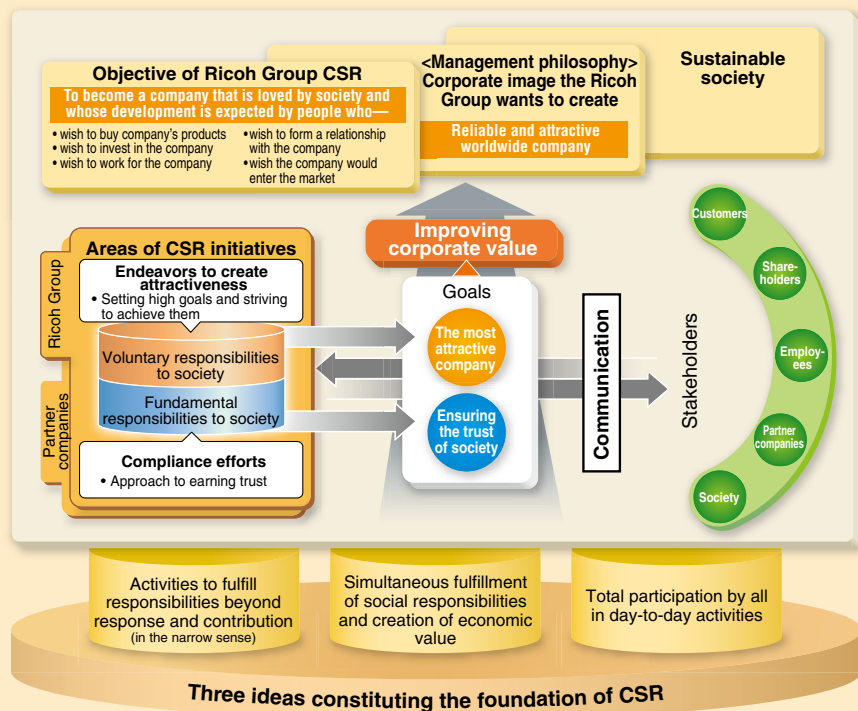 Objective of Ricoh Group CSR
To become a company that is loved by society and
whose development is expected by people who—
• wish to buy company's products
• wish to invest in the company
• wish to work for the company
• wish to form a relationship
with the company
• wish the company would
enter the market
<Management philosophy>
Corporate image the Ricoh
Group wants to create
Reliable and attractive
worldwide company
Sustainable
society
Improving
corporate value
Ricoh Group
Partner
companies
Areas of CSR initiatives
Endeavors to create
attractiveness
• Setting high goals and striving
to achieve them
Voluntary responsibilities
to society
Fundamental
responsibilities to society
Compliance efforts
• Approach to earning trust
Goals
The most
attractive
company
Ensuring
the trust
of society
Communication
Stakeholders
Customers
Share-
holders
Employ-
ees
Partner
companies
Society
Activities to fulfill
responsibilities beyond
response and contribution
(in the narrow sense)
Simultaneous fulfillment
of social responsibilities
and creation of economic
value
Total participation by all
in day-to-day activities
Three ideas constituting the foundation of CSR